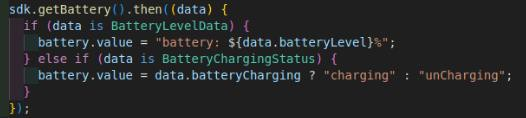 sdk.getBattery().then((data) {
if (data is BatteryLevelData) {
battery.value = "battery: ${data.batteryLevel}%";
} else if (data is BatteryChargingStatus) {
battery.value = data.batteryCharging ? "charging" : "unCharging";
}
});